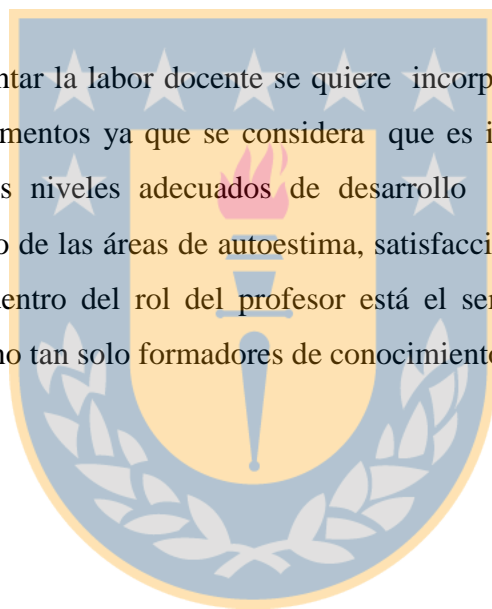 ntar la labor docente se quiere incorp
mentos ya que se considera que es i
s niveles adecuados de desarrollo
o de las áreas de autoestima, satisfacci
entro del rol del profesor está el se
no tan solo formadores de conocimiento